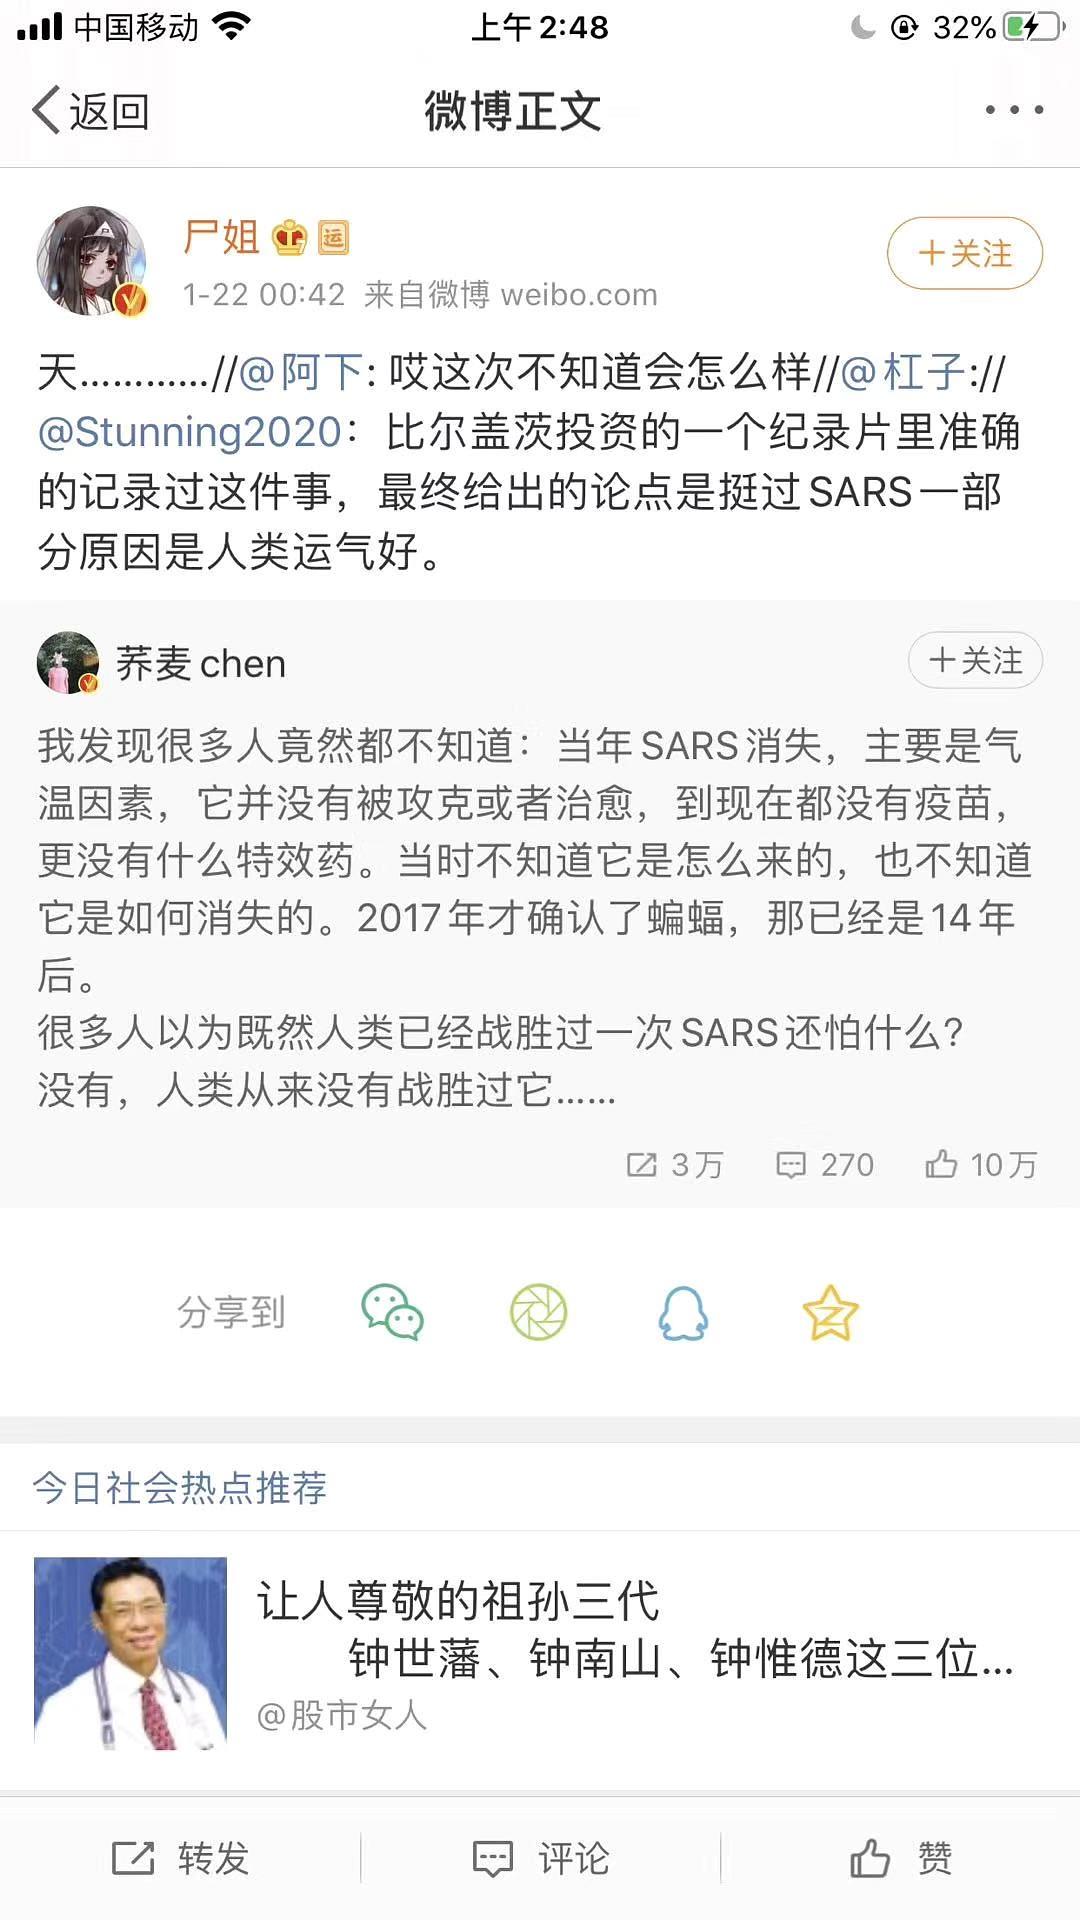 中国移动 上午2:48 32%
返回 微博正文
尸姐 7 运
+关注
1-22 00:42 来自微博 weibo.com
天…………//@阿下: 哎这次不知道会怎么样//@杠子://
@Stunning2020：比尔盖茨投资的一个纪录片里准确
的记录过这件事，最终给出的论点是挺过SARS一部
分原因是人类运气好。
荞麦chen
+关注
我发现很多人竟然都不知道：当年SARS消失，主要是气
温因素，它并没有被攻克或者治愈，到现在都没有疫苗，
更没有什么特效药。当时不知道它是怎么来的，也不知道
它是如何消失的。2017年才确认了蝙蝠，那已经是14年
后。
很多人以为既然人类已经战胜过一次SARS还怕什么？
没有，人类从来没有战胜过它……
3万 270 10万
分享到
今日社会热点推荐
让人尊敬的祖孙三代
钟世藩、钟南山、钟惟德这三位...
@股市女人
转发 评论 赞